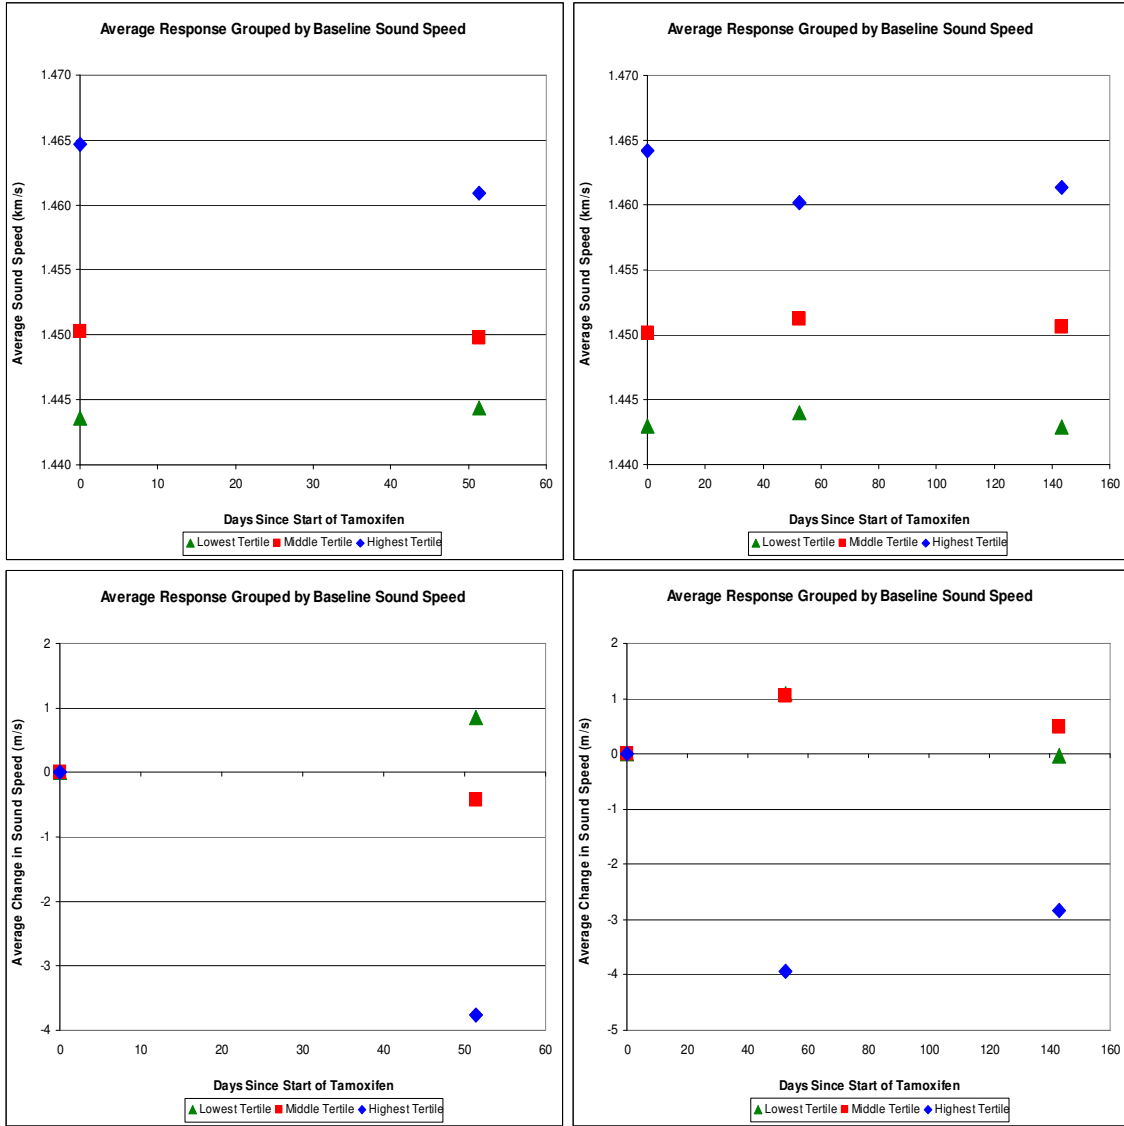 Average Response Grouped by Baseline Sound Speed
1.470
1.465
1.460
1.455
1.450
1.445
1.440
0 10 20 30 40 50 60
Average Sound Speed (km/s)
Days Since Start of Tamoxifen
Lowest Tertile Middle Tertile Highest Tertile
Average Response Grouped by Baseline Sound Speed
1.470
1.465
1.460
1.455
1.450
1.445
1.440
0 20 40 60 80 100 120 140 160
Average Sound Speed (km/s)
Days Since Start of Tamoxifen
Lowest Tertile Middle Tertile Highest Tertile
Average Response Grouped by Baseline Sound Speed
2
1
0
-1
-2
-3
-4
0 10 20 30 40 50 60
Average Change in Sound Speed (m/s)
Days Since Start of Tamoxifen
Lowest Tertile Middle Tertile Highest Tertile
Average Response Grouped by Baseline Sound Speed
2
1
0
-1
-2
-3
-4
-5
0 20 40 60 80 100 120 140 160
Average Change in Sound Speed (m/s)
Days Since Start of Tamoxifen
Lowest Tertile Middle Tertile Highest Tertile